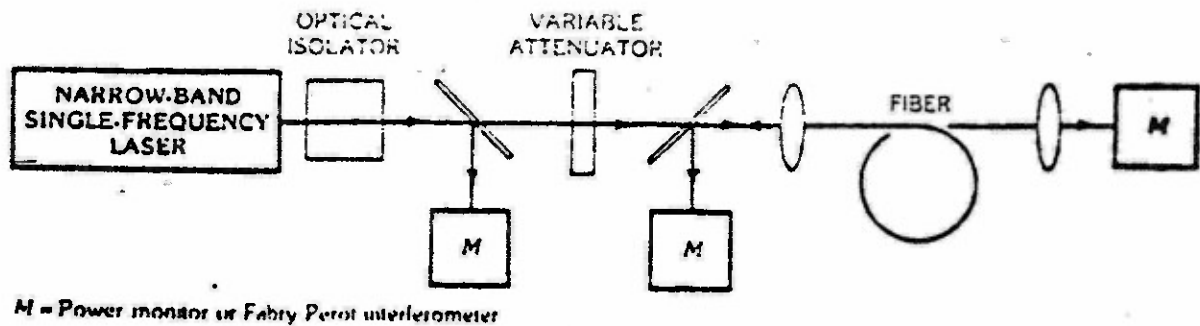 OPTICAL
ISOLATOR
VARIABLE
ATTENUATOR
NARROW-BAND
SINGLE-FREQUENCY
LASER
FIBER
M
M
M
M = Power monitor or Fabry Perot interferometer